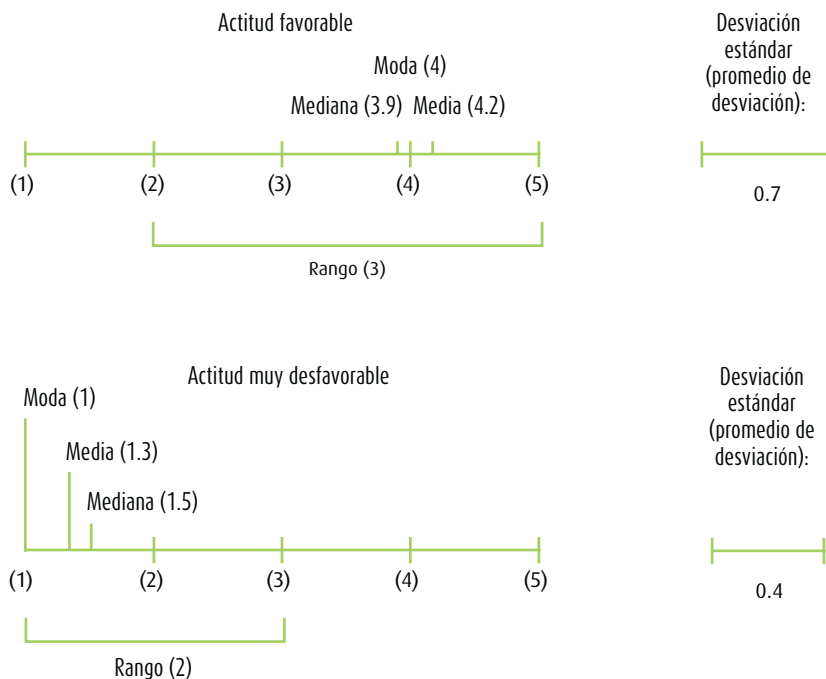 Actitud favorable
Moda (4)
Mediana (3.9) Media (4.2)
(1) (2) (3) (4) (5)
Rango (3)
Desviación
estándar
(promedio de
desviación):
0.7
Actitud muy desfavorable
Moda (1)
Media (1.3)
Mediana (1.5)
(1) (2) (3) (4) (5)
Rango (2)
Desviación
estándar
(promedio de
desviación):
0.4